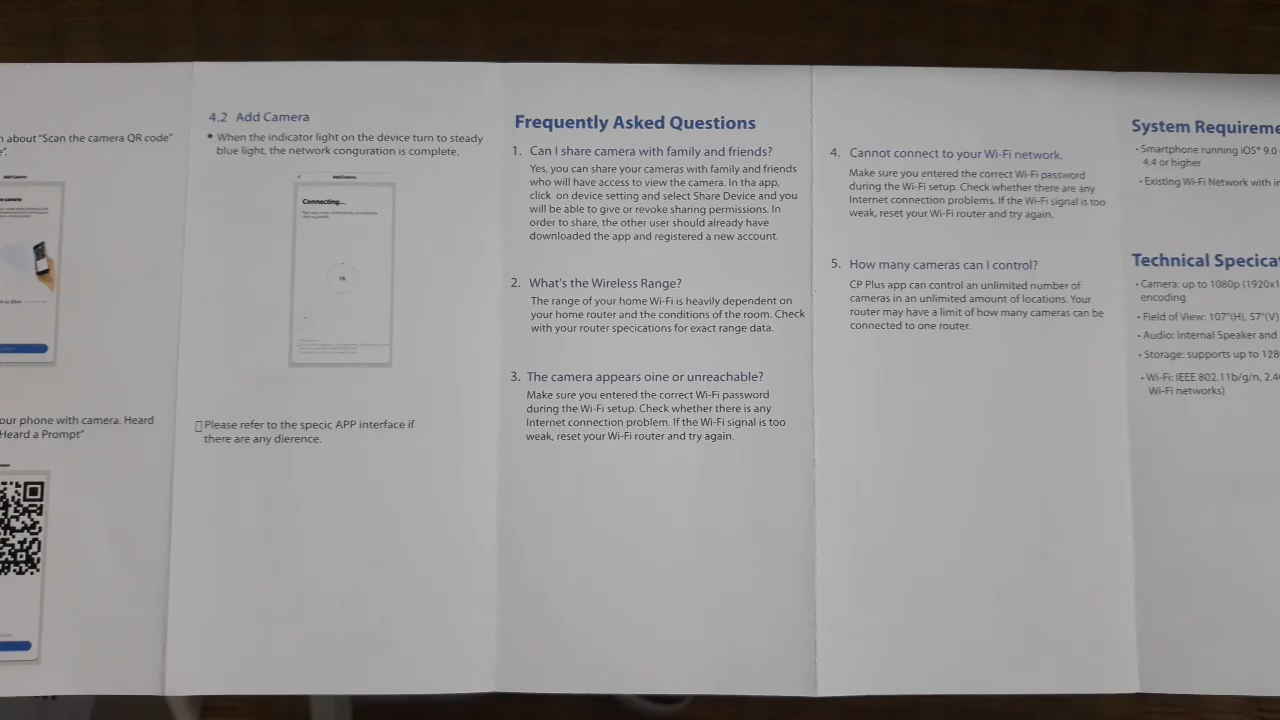 n about "Scan the camera QR code"
e".
Add Camera
our phone with camera. Heard
Heard a Prompt"
4.2 Add Camera
• When the indicator light on the device turn to steady
blue light, the network conguration is complete.
Add Camera
Connecting...
1%
Please refer to the specic APP interface if
there are any dierence.
Frequently Asked Questions
1. Can I share camera with family and friends?
Yes, you can share your cameras with family and friends
who will have access to view the camera. In tha app,
click on device setting and select Share Device and you
will be able to give or revoke sharing permissions. In
order to share, the other user should already have
downloaded the app and registered a new account.
2. What's the Wireless Range?
The range of your home Wi-Fi is heavily dependent on
your home router and the conditions of the room. Check
with your router specications for exact range data.
3. The camera appears oine or unreachable?
Make sure you entered the correct Wi-Fi password
during the Wi-Fi setup. Check whether there is any
Internet connection problem. If the Wi-Fi signal is too
weak, reset your Wi-Fi router and try again.
4. Cannot connect to your Wi-Fi network.
Make sure you entered the correct Wi-Fi password
during the Wi-Fi setup. Check whether there are any
Internet connection problems. If the Wi-Fi signal is too
weak, reset your Wi-Fi router and try again.
5. How many cameras can I control?
CP Plus app can control an unlimited number of
cameras in an unlimited amount of locations. Your
router may have a limit of how many cameras can be
connected to one router.
System Requireme
• Smartphone running iOS® 9.0
4.4 or higher
• Existing Wi-Fi Network with in
Technical Specicat
• Camera: up to 1080p (1920x1
encoding
• Field of View: 107°(H), 57°(V)
• Audio: Internal Speaker and
• Storage: supports up to 128
• Wi-Fi: IEEE 802.11b/g/n, 2.4
Wi-Fi networks)